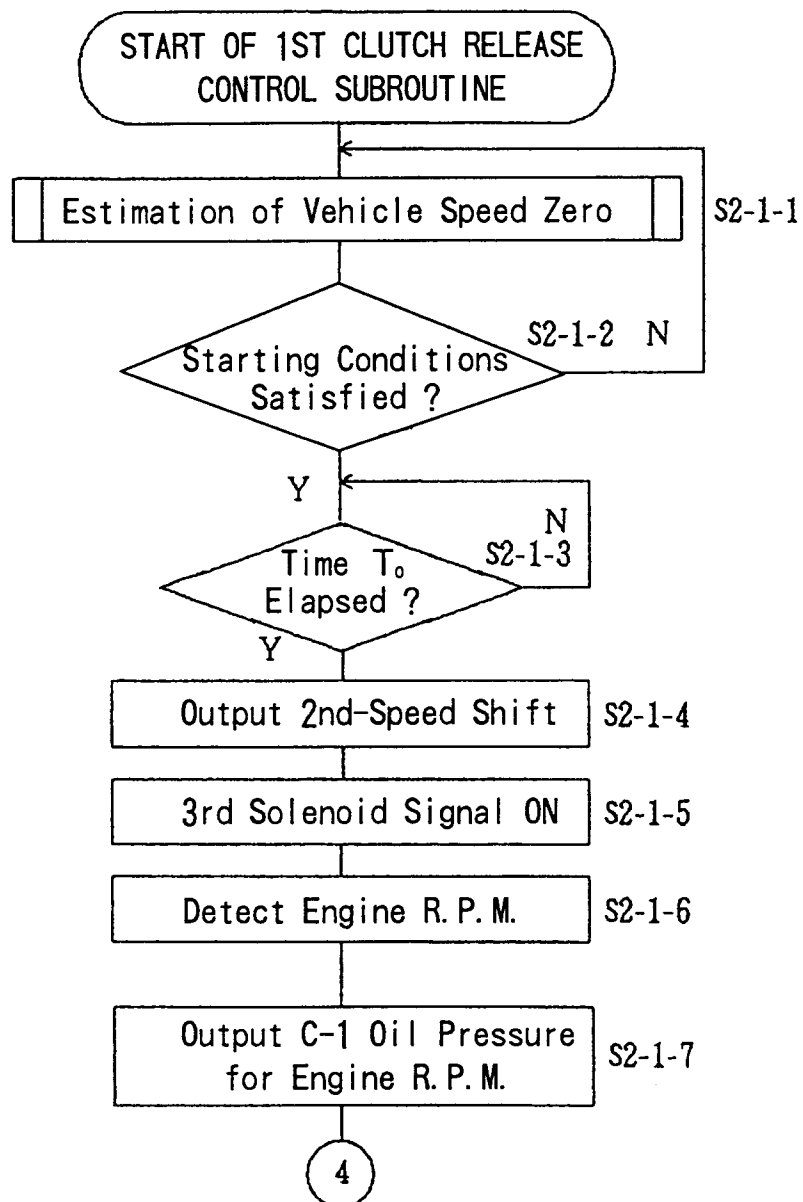 START OF 1ST CLUTCH RELEASE
CONTROL SUBROUTINE
Estimation of Vehicle Speed Zero
S2-1-1
S2-1-2 N
Starting Conditions
Satisfied ?
Y
N
S2-1-3
Time T₀
Elapsed ?
Y
Output 2nd-Speed Shift
S2-1-4
3rd Solenoid Signal ON
S2-1-5
Detect Engine R.P.M.
S2-1-6
Output C-1 Oil Pressure
for Engine R.P.M.
S2-1-7
4